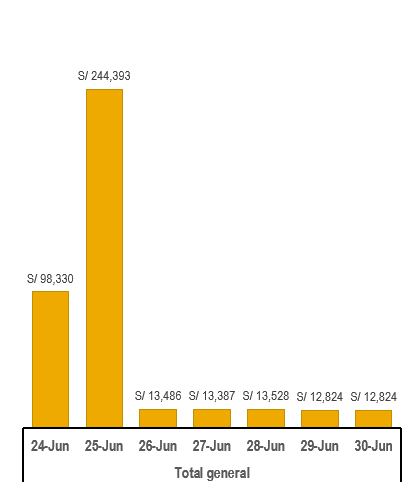 S/ 244,393
S/ 98,330
S/ 13,486 S/ 13,387 S/ 13,528 S/ 12,824 S/ 12,824
24-Jun 25-Jun 26-Jun 27-Jun 28-Jun 29-Jun 30-Jun
Total general